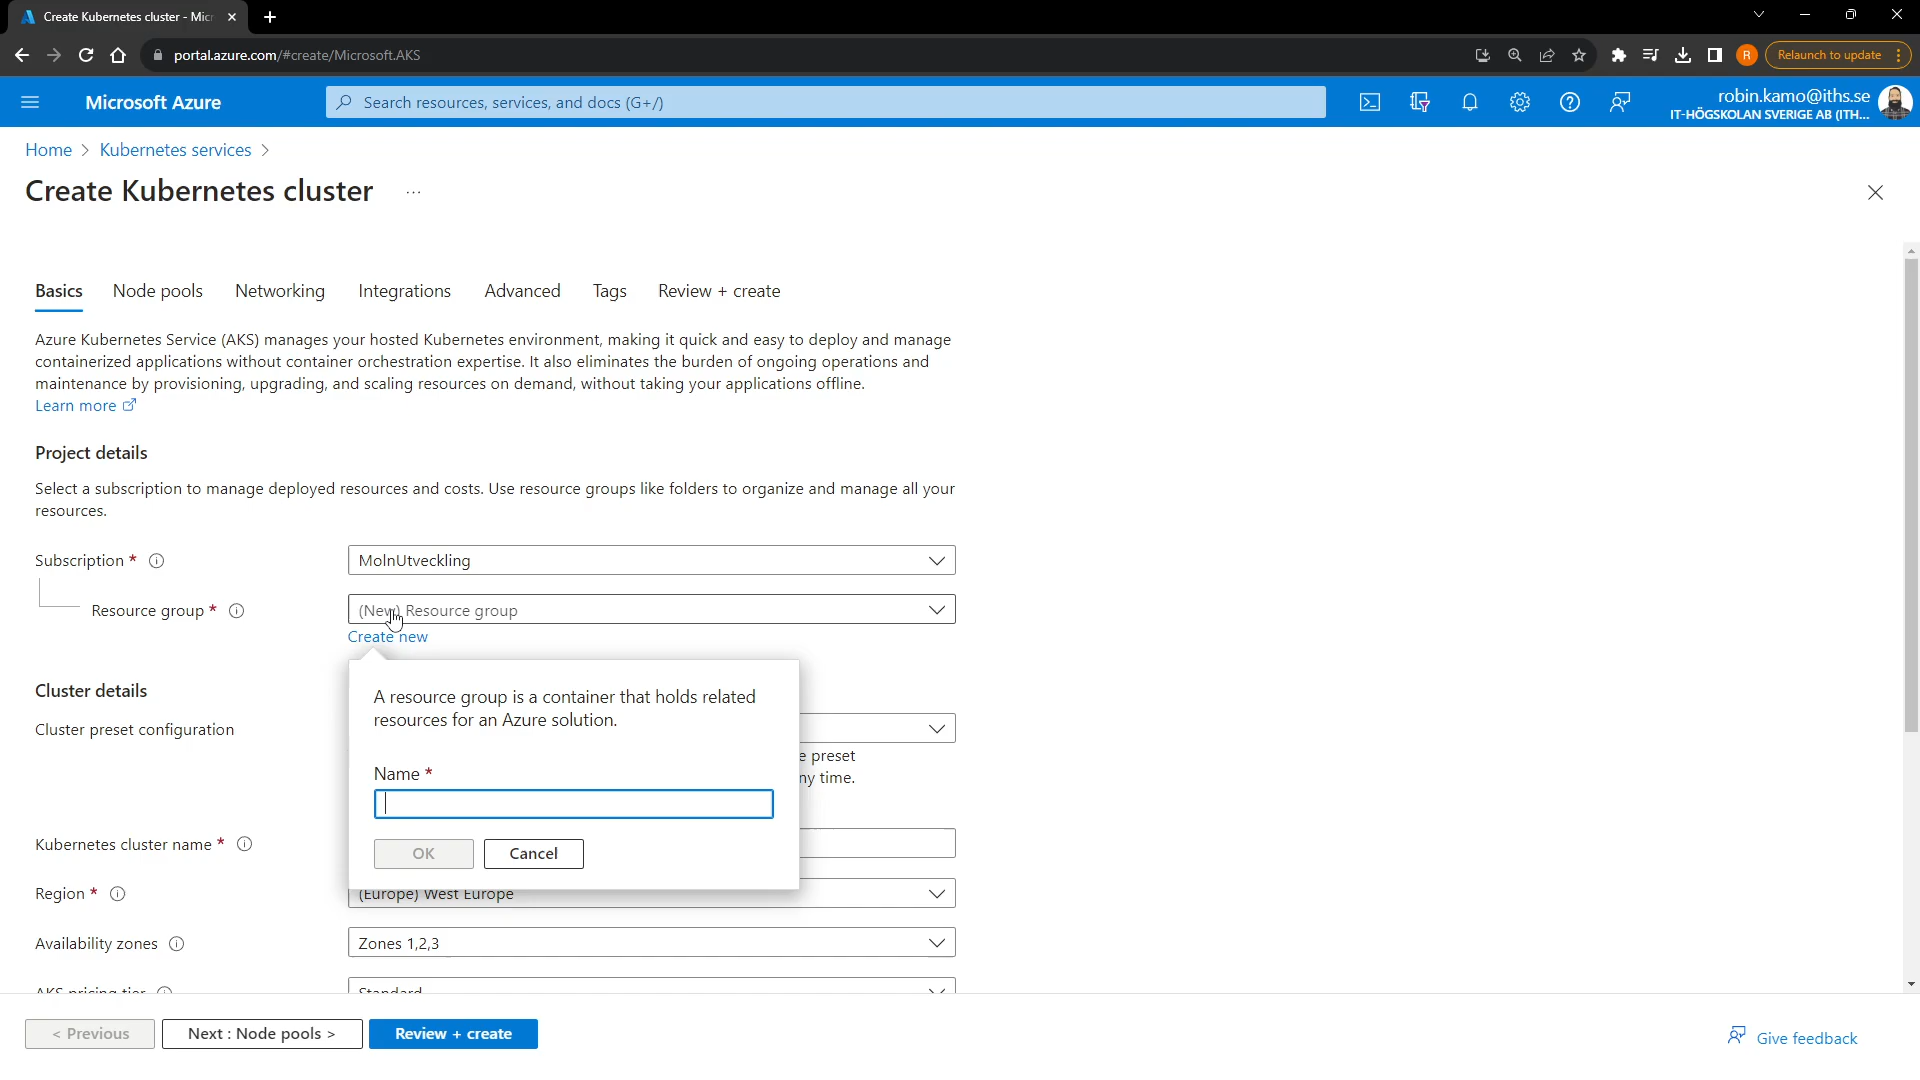 Create Kubernetes cluster - Micr
portal.azure.com/#create/Microsoft.AKS
R
Relaunch to update
Microsoft Azure
Search resources, services, and docs (G+/)
robin.kamo@iths.se
IT-HÖGSKOLAN SVERIGE AB (ITH...
Home > Kubernetes services >
Create Kubernetes cluster ...
Basics Node pools Networking Integrations Advanced Tags Review + create
Azure Kubernetes Service (AKS) manages your hosted Kubernetes environment, making it quick and easy to deploy and manage
containerized applications without container orchestration expertise. It also eliminates the burden of ongoing operations and
maintenance by provisioning, upgrading, and scaling resources on demand, without taking your applications offline.
Learn more
Project details
Select a subscription to manage deployed resources and costs. Use resource groups like folders to organize and manage all your
resources.
Subscription * MolnUtveckling
Resource group * (New) Resource group
Create new
A resource group is a container that holds related
resources for an Azure solution.
Name *
OK Cancel
Cluster details
Cluster preset configuration
e preset
ny time.
Kubernetes cluster name *
Region * (Europe) West Europe
Availability zones Zones 1,2,3
AKS pricing tier Standard
< Previous Next : Node pools > Review + create
Give feedback